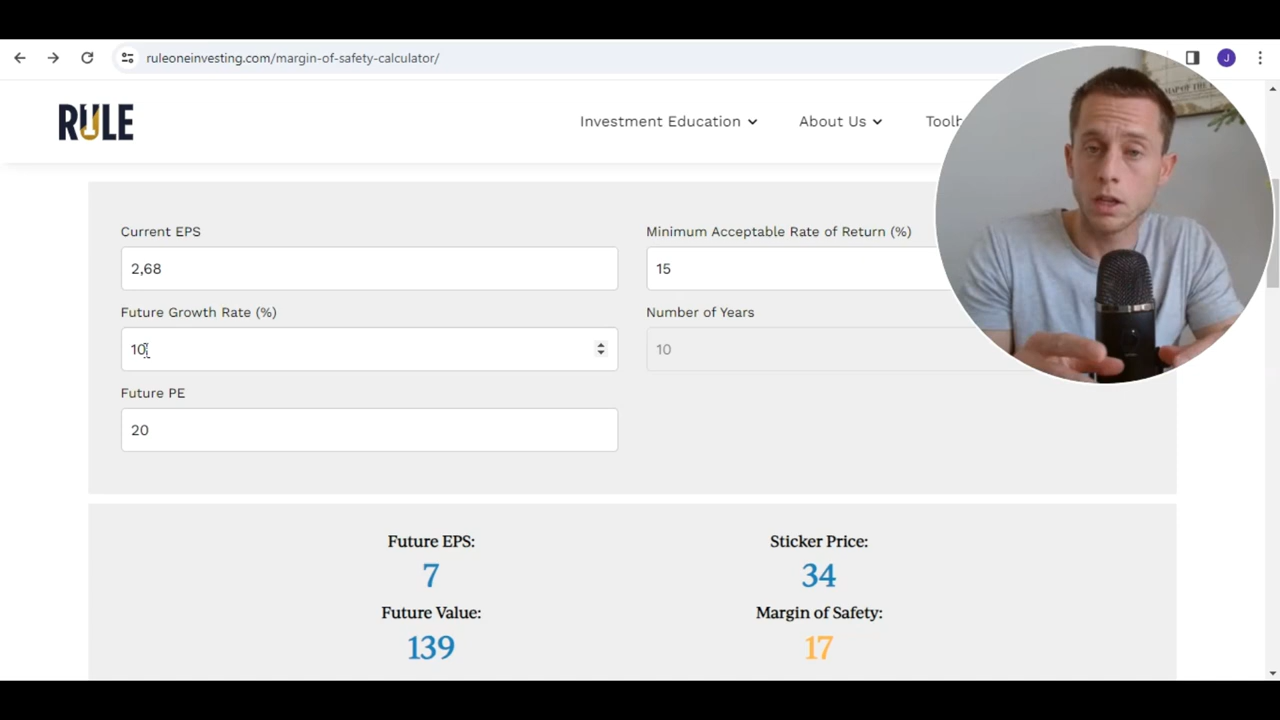 ruleoneinvesting.com/margin-of-safety-calculator/
J
RULE
Investment Education
About Us
Current EPS
Minimum Acceptable Rate of Return (%)
2,68
15
Future Growth Rate (%)
Number of Years
10
10
Future PE
20
Future EPS:
Sticker Price:
7
34
Future Value:
Margin of Safety:
139
17